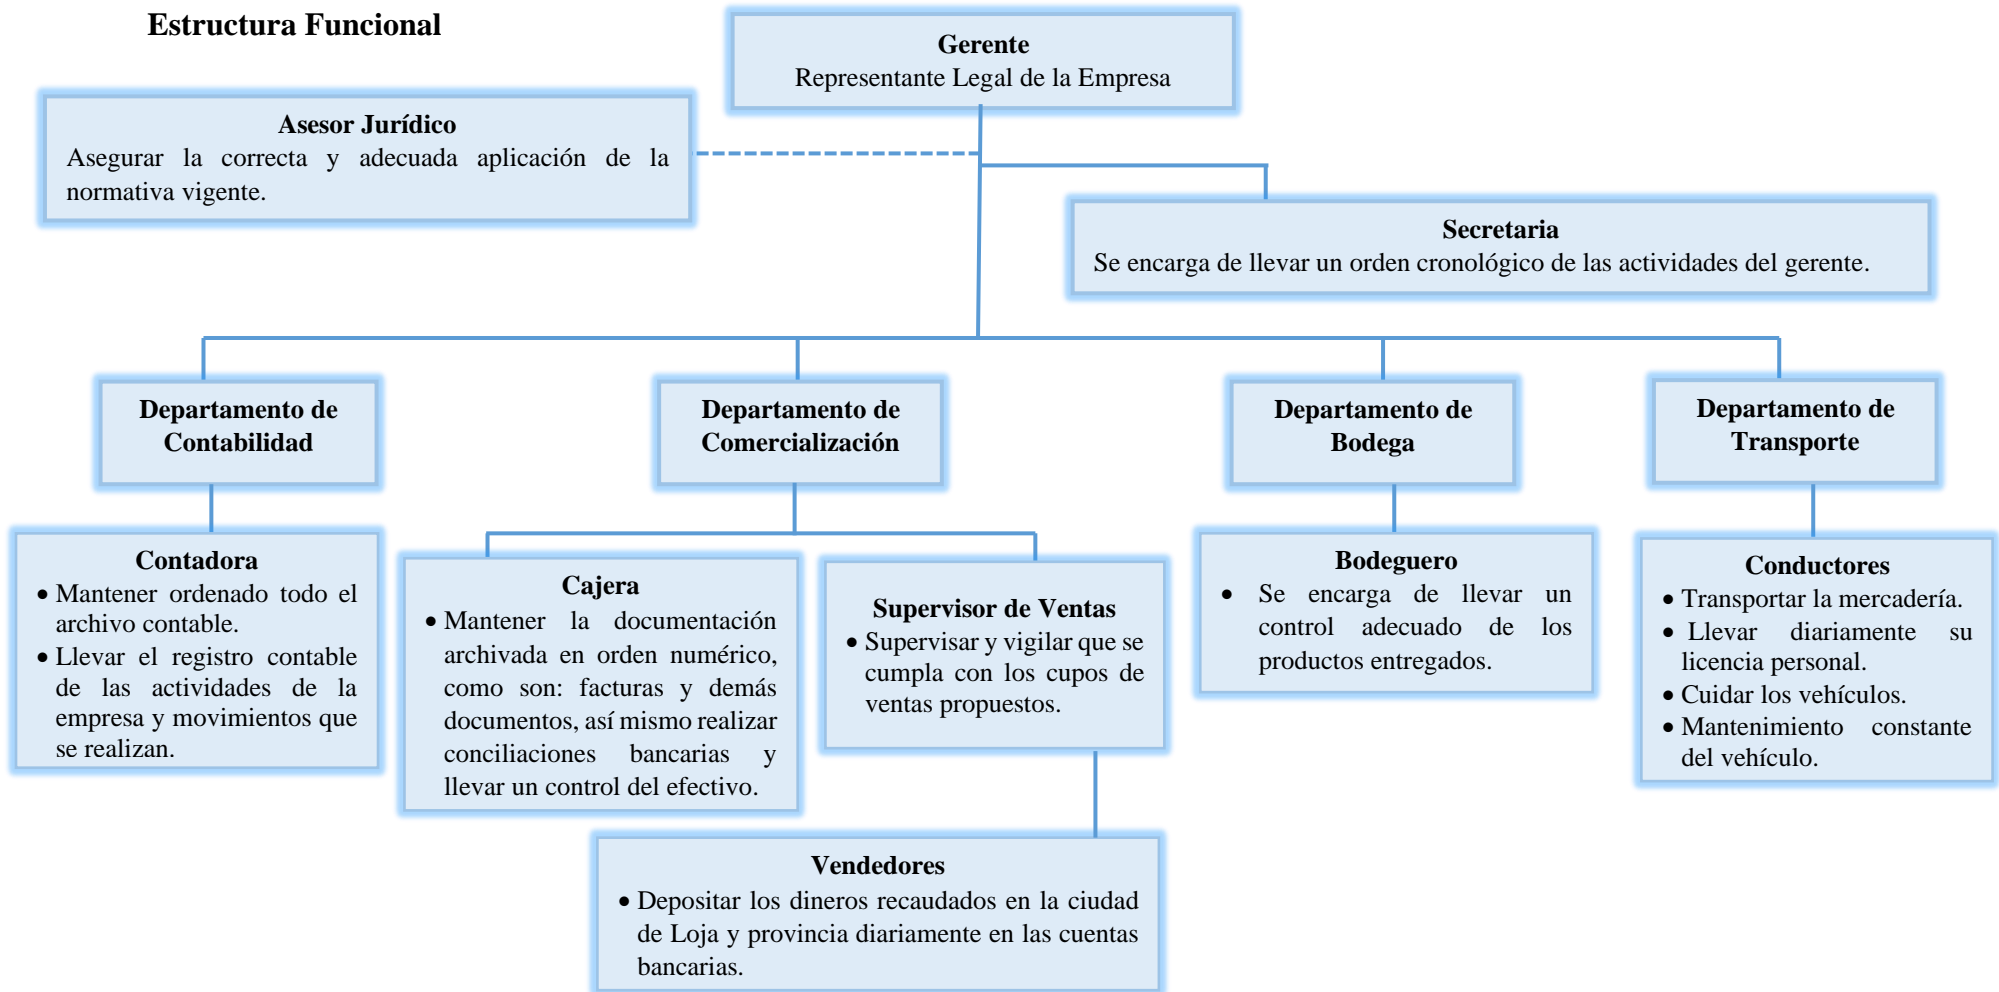 Estructura Funcional
Gerente
Representante Legal de la Empresa
Asesor Jurídico
Asegurar la correcta y adecuada aplicación de la
normativa vigente.
Secretaria
Se encarga de llevar un orden cronológico de las actividades del gerente.
Departamento de
Contabilidad
Departamento de
Comercialización
Departamento de
Bodega
Departamento de
Transporte
Contadora
• Mantener ordenado todo el
archivo contable.
• Llevar el registro contable
de las actividades de la
empresa y movimientos que
se realizan.
Cajera
• Mantener la documentación
archivada en orden numérico,
como son: facturas y demás
documentos, así mismo realizar
conciliaciones bancarias y
llevar un control del efectivo.
Supervisor de Ventas
• Supervisar y vigilar que se
cumpla con los cupos de
ventas propuestos.
Bodeguero
• Se encarga de llevar un
control adecuado de los
productos entregados.
Conductores
• Transportar la mercadería.
• Llevar diariamente su
licencia personal.
• Cuidar los vehículos.
• Mantenimiento constante
del vehículo.
Vendedores
• Depositar los dineros recaudados en la ciudad
de Loja y provincia diariamente en las cuentas
bancarias.